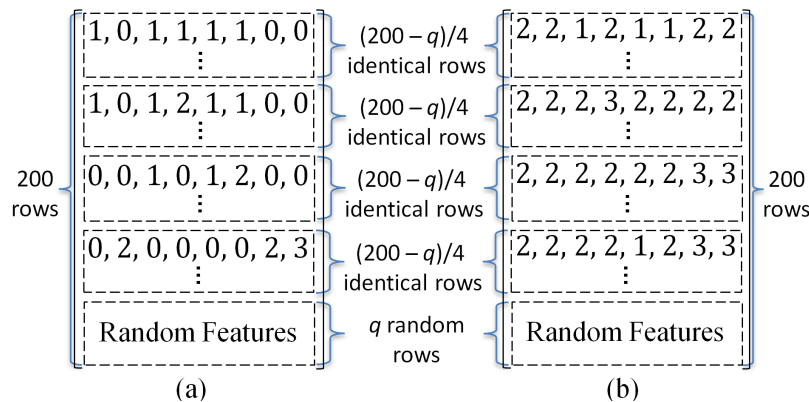 1, 0, 1, 1, 1, 1, 0, 0
⋮
1, 0, 1, 2, 1, 1, 0, 0
⋮
0, 0, 1, 0, 1, 2, 0, 0
⋮
0, 2, 0, 0, 0, 0, 2, 3
⋮
Random Features
200
rows
(a)
(200 – q)/4
identical rows
(200 – q)/4
identical rows
(200 – q)/4
identical rows
(200 – q)/4
identical rows
q random
rows
2, 2, 1, 2, 1, 1, 2, 2
⋮
2, 2, 2, 3, 2, 2, 2, 2
⋮
2, 2, 2, 2, 2, 2, 3, 3
⋮
2, 2, 2, 2, 1, 2, 3, 3
⋮
Random Features
200
rows
(b)